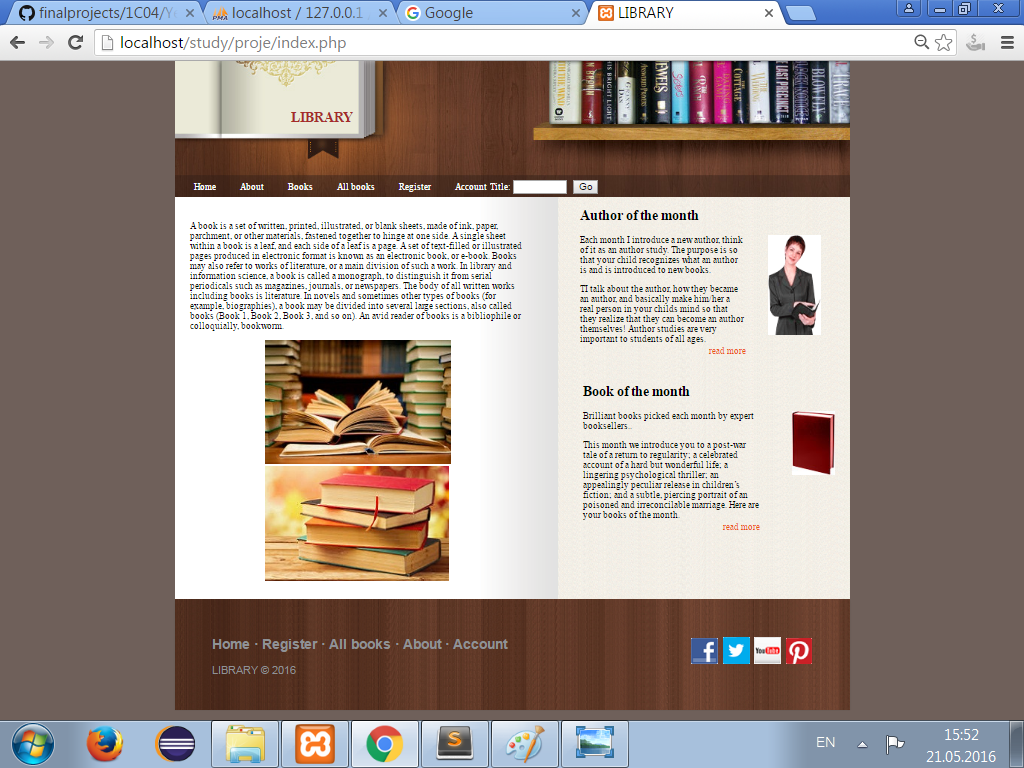 finalprojects/1C04/Ye
localhost / 127.0.0.1
Google
LIBRARY
localhost/study/proje/index.php
LIBRARY
Home About Books All books Register Account Title: Go
A book is a set of written, printed, illustrated, or blank sheets, made of ink, paper,
parchment, or other materials, fastened together to hinge at one side. A single sheet
within a book is a leaf, and each side of a leaf is a page. A set of text-filled or illustrated
pages produced in electronic format is known as an electronic book, or e-book. Books
may also refer to works of literature, or a main division of such a work. In library and
information science, a book is called a monograph, to distinguish it from serial
periodicals such as magazines, journals, or newspapers. The body of all written works
including books is literature. In novels and sometimes other types of books (for
example, biographies), a book may be divided into several large sections, also called
books (Book 1, Book 2, Book 3, and so on). An avid reader of books is a bibliophile or
colloquially, bookworm.
Author of the month
Each month I introduce a new author, think
of it as an author study. The purpose is so
that your child recognizes what an author
is and is introduced to new books.
TI talk about the author, how they became
an author, and basically make him/her a
real person in your childs mind so that
they realize that they can become an author
themselves! Author studies are very
important to students of all ages.
read more
Book of the month
Brilliant books picked each month by expert
booksellers..
This month we introduce you to a post-war
tale of a return to regularity; a celebrated
account of a hard but wonderful life; a
lingering psychological thriller; an
appealingly peculiar release in children's
fiction; and a subtle, piercing portrait of an
poisoned and irreconcilable marriage. Here are
your books of the month.
read more
Home · Register · All books · About · Account
LIBRARY © 2016
You Tube
EN
15:52
21.05.2016